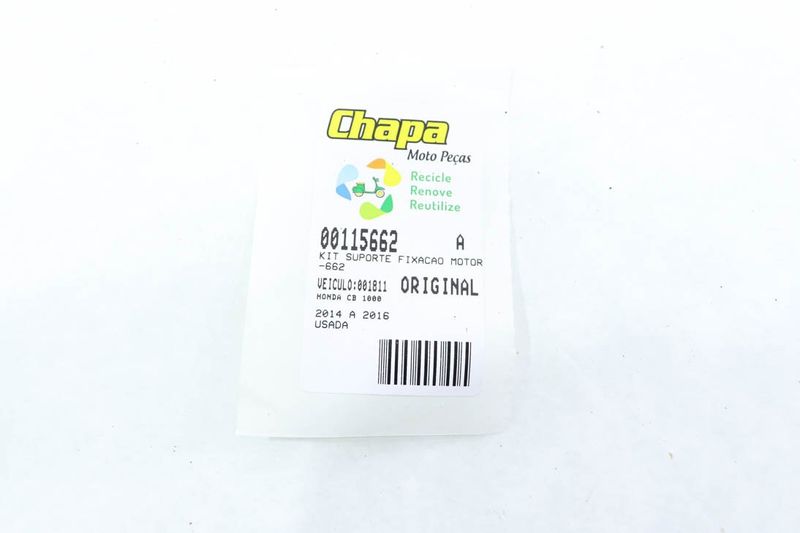 Chapa
Moto Peças
Recicle
Renove
Reutilize
00115662 A
KIT SUPORTE FIXACAO MOTOR
-662
VEICULO:001811 ORIGINAL
HONDA CB 1000
2014 A 2016
USADA